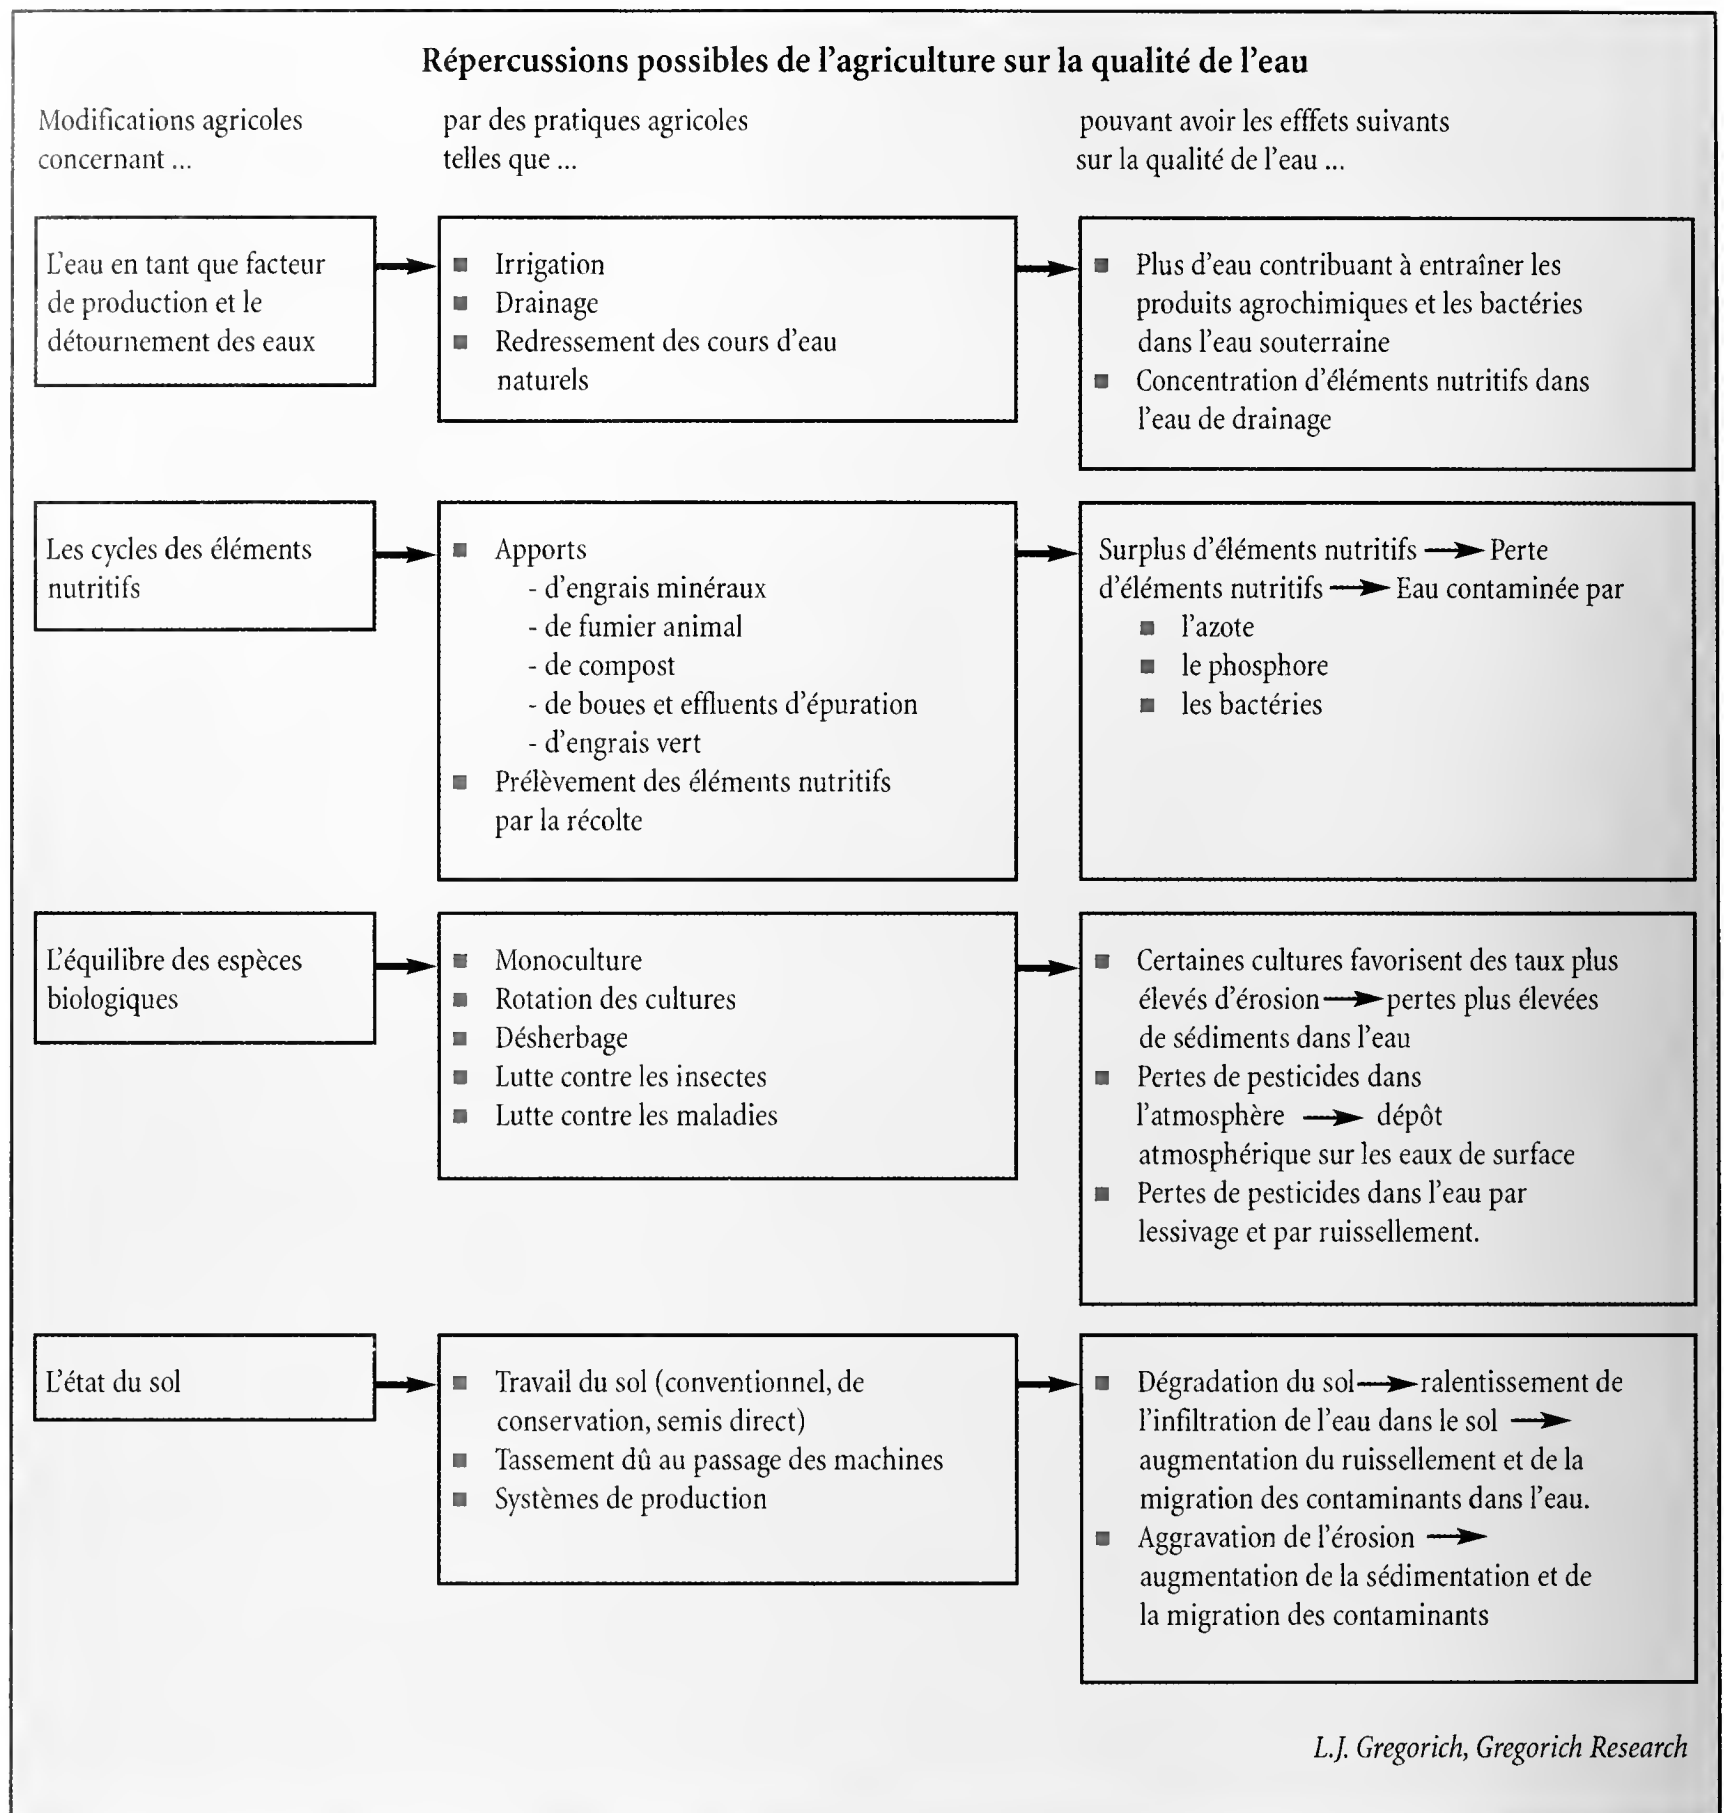 Répercussions possibles de l'agriculture sur la qualité de l'eau
Modifications agricoles
concernant ...
par des pratiques agricoles
telles que ...
pouvant avoir les efffets suivants
sur la qualité de l'eau ...
L'eau en tant que facteur
de production et le
détournement des eaux
■ Irrigation
■ Drainage
■ Redressement des cours d'eau
naturels
■ Plus d'eau contribuant à entraîner les
produits agrochimiques et les bactéries
dans l'eau souterraine
■ Concentration d'éléments nutritifs dans
l'eau de drainage
Les cycles des éléments
nutritifs
■ Apports
- d'engrais minéraux
- de fumier animal
- de compost
- de boues et effluents d'épuration
- d'engrais vert
■ Prélèvement des éléments nutritifs
par la récolte
Surplus d'éléments nutritifs → Perte
d'éléments nutritifs → Eau contaminée par
■ l'azote
■ le phosphore
■ les bactéries
L'équilibre des espèces
biologiques
■ Monoculture
■ Rotation des cultures
■ Désherbage
■ Lutte contre les insectes
■ Lutte contre les maladies
■ Certaines cultures favorisent des taux plus
élevés d'érosion → pertes plus élevées
de sédiments dans l'eau
■ Pertes de pesticides dans
l'atmosphère → dépôt
atmosphérique sur les eaux de surface
■ Pertes de pesticides dans l'eau par
lessivage et par ruissellement.
L'état du sol
■ Travail du sol (conventionnel, de
conservation, semis direct)
■ Tassement dû au passage des machines
■ Systèmes de production
■ Dégradation du sol → ralentissement de
l'infiltration de l'eau dans le sol →
augmentation du ruissellement et de la
migration des contaminants dans l'eau.
■ Aggravation de l'érosion →
augmentation de la sédimentation et de
la migration des contaminants
L.J. Gregorich, Gregorich Research